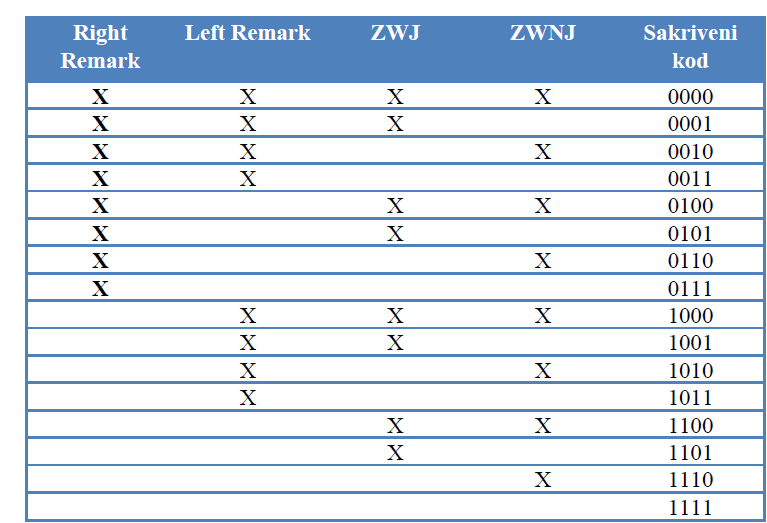 Right Remark Left Remark ZWJ ZWNJ Sakriveni kod
X X X X 0000
X X X 0001
X X X 0010
X X 0011
X X X 0100
X X 0101
X X 0110
X 0111
X X X 1000
X X 1001
X X 1010
X 1011
X X 1100
X 1101
X 1110
1111